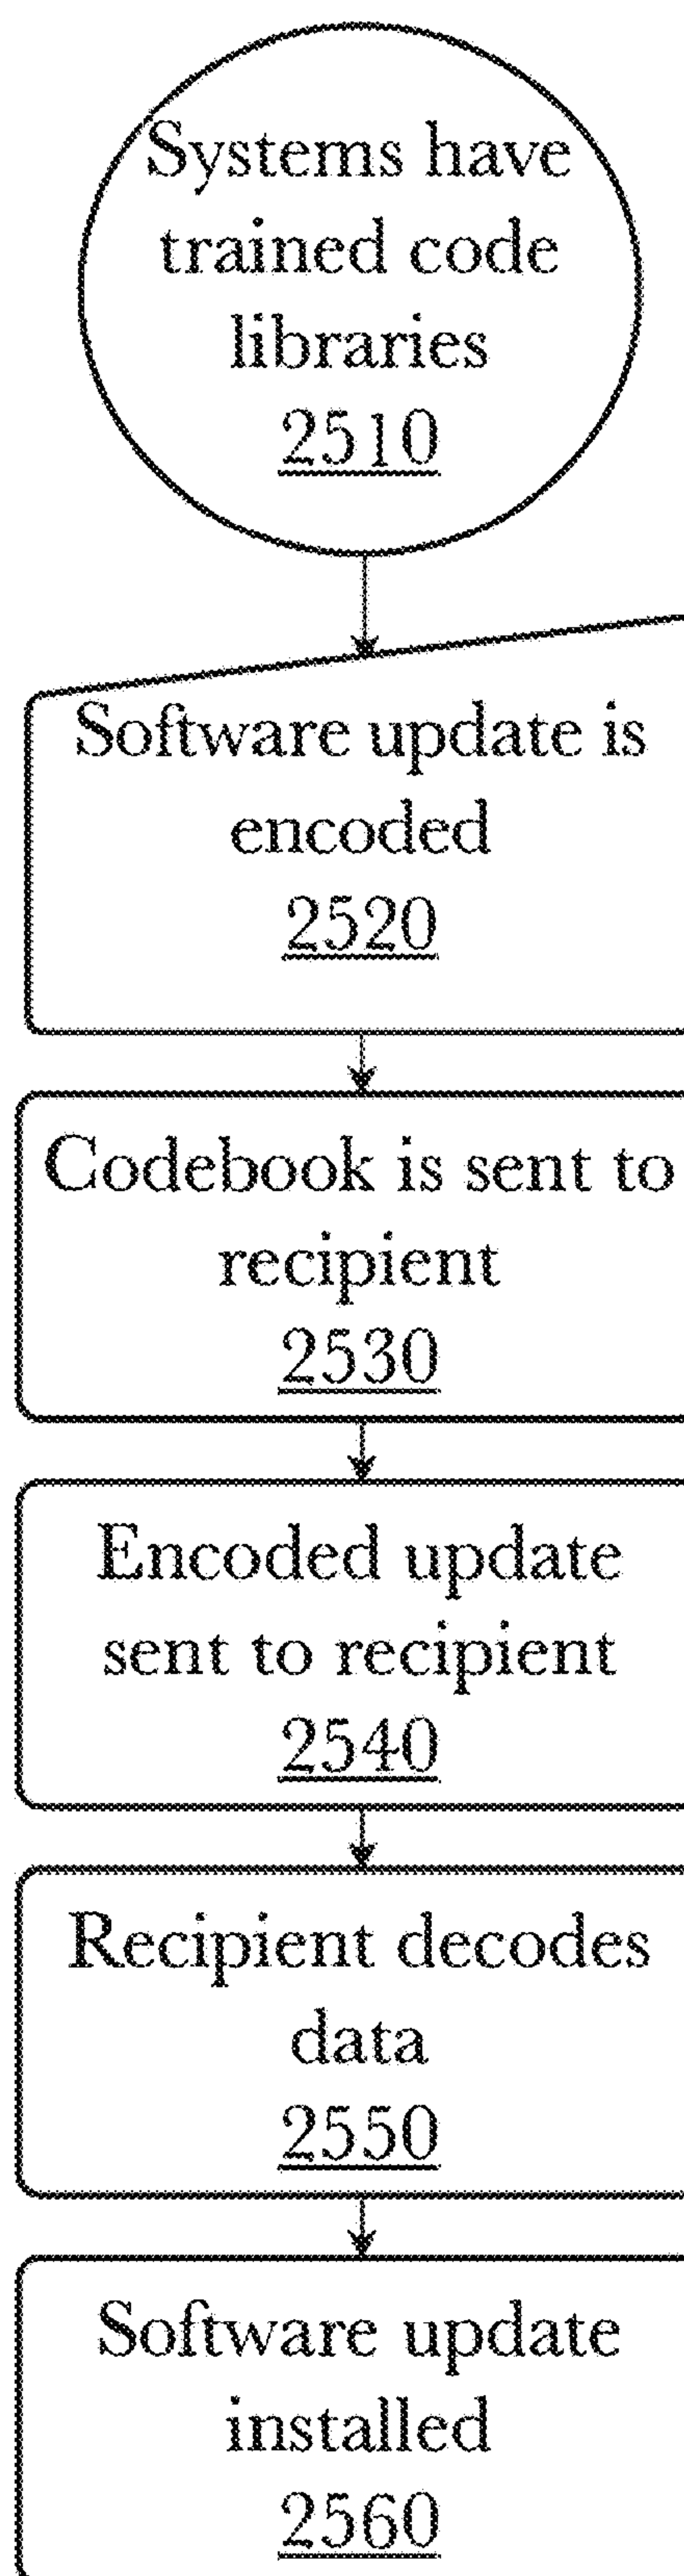 Systems have
trained code
libraries
2510
Software update is
encoded
2520
Codebook is sent to
recipient
2530
Encoded update
sent to recipient
2540
Recipient decodes
data
2550
Software update
installed
2560